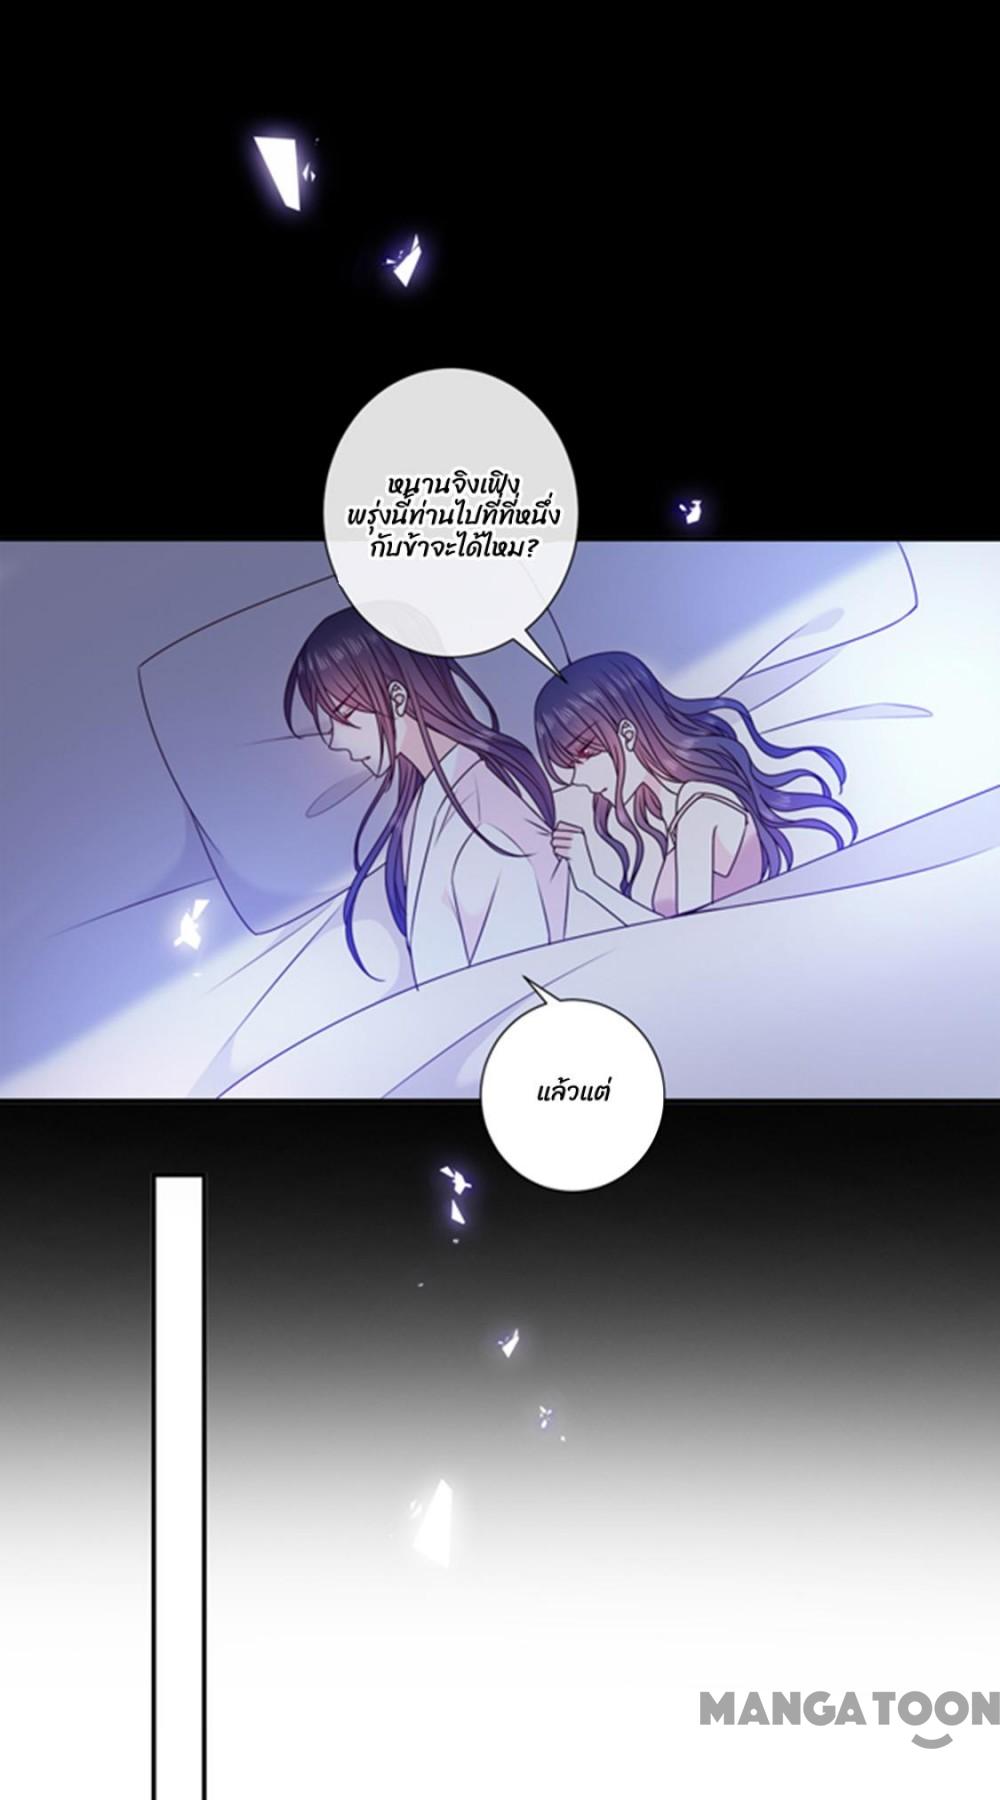 หนานจิงเฟิง
พรุ่งนี้ท่านไปที่ที่หนึ่ง
กับข้าจะได้ไหม?
แล้วแต่
MANGATOON